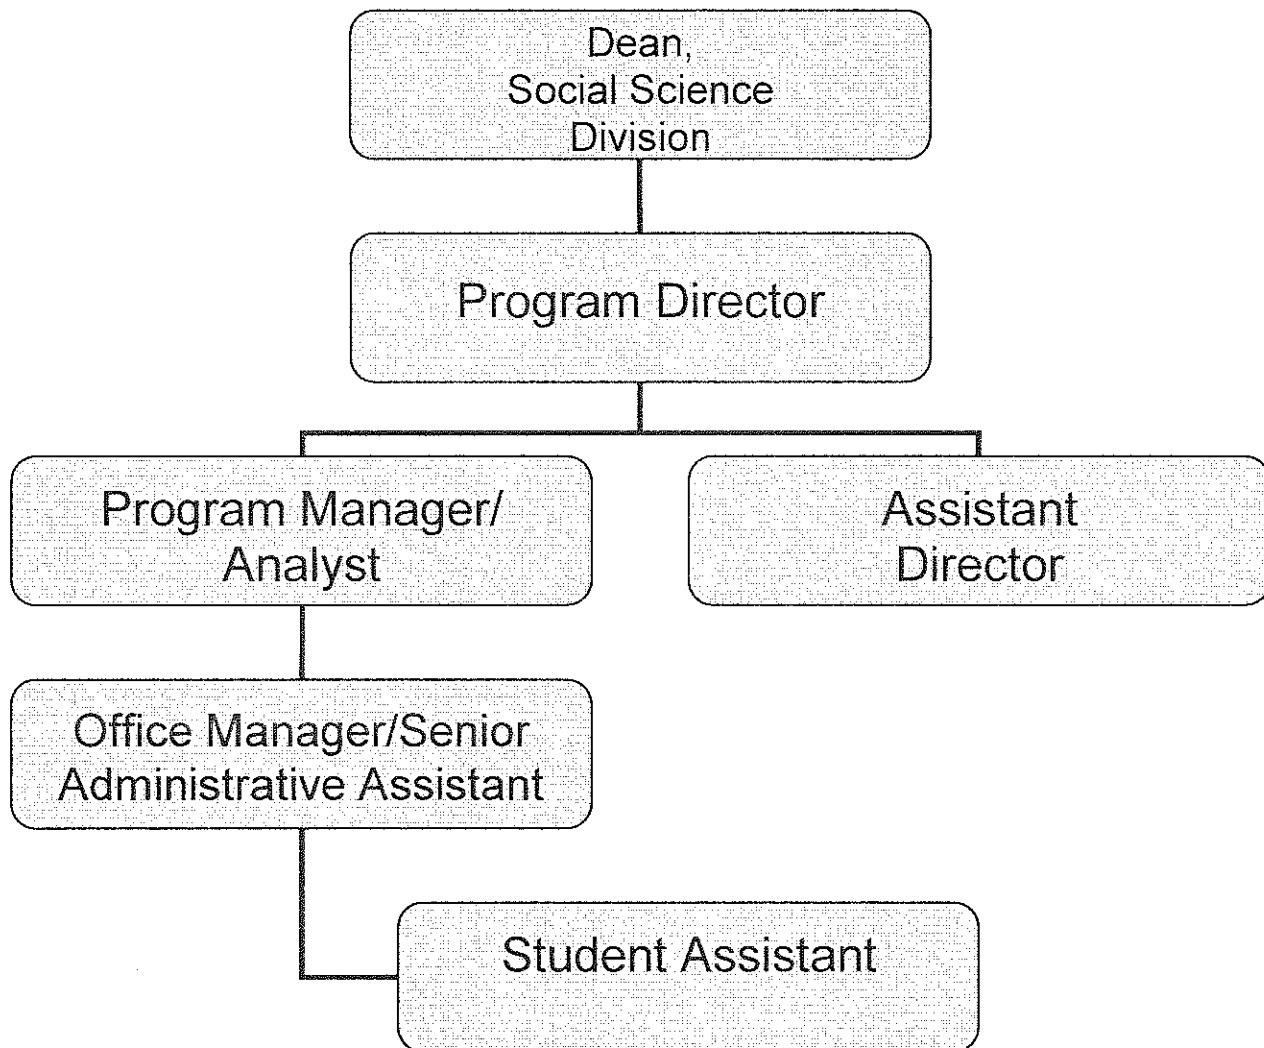 Dean,
Social Science
Division
Program Director
Program Manager/
Analyst
Assistant
Director
Office Manager/Senior
Administrative Assistant
Student Assistant